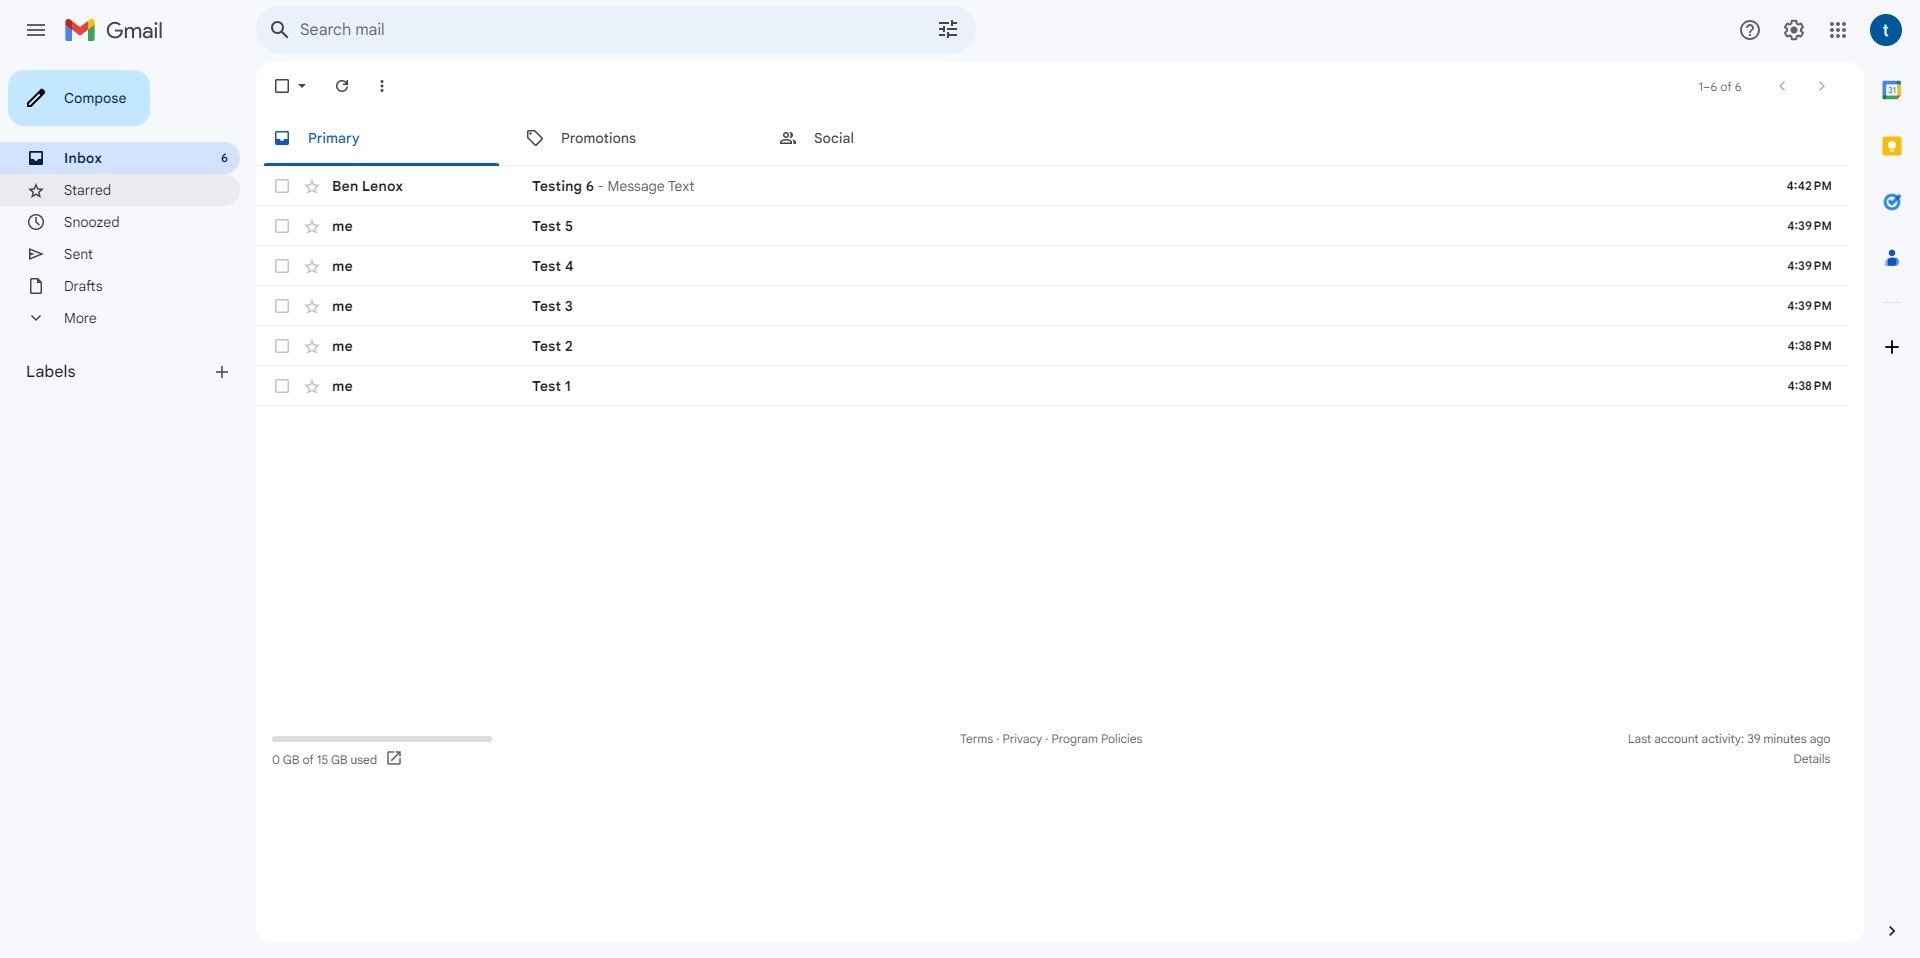 Gmail
Search mail
t
Compose
1–6 of 6
31
Primary
Promotions
Social
Inbox 6
Starred
Snoozed
Sent
Drafts
More
Labels
Ben Lenox Testing 6 - Message Text 4:42 PM
me Test 5 4:39 PM
me Test 4 4:39 PM
me Test 3 4:39 PM
me Test 2 4:38 PM
me Test 1 4:38 PM
Terms · Privacy · Program Policies
Last account activity: 39 minutes ago
0 GB of 15 GB used
Details